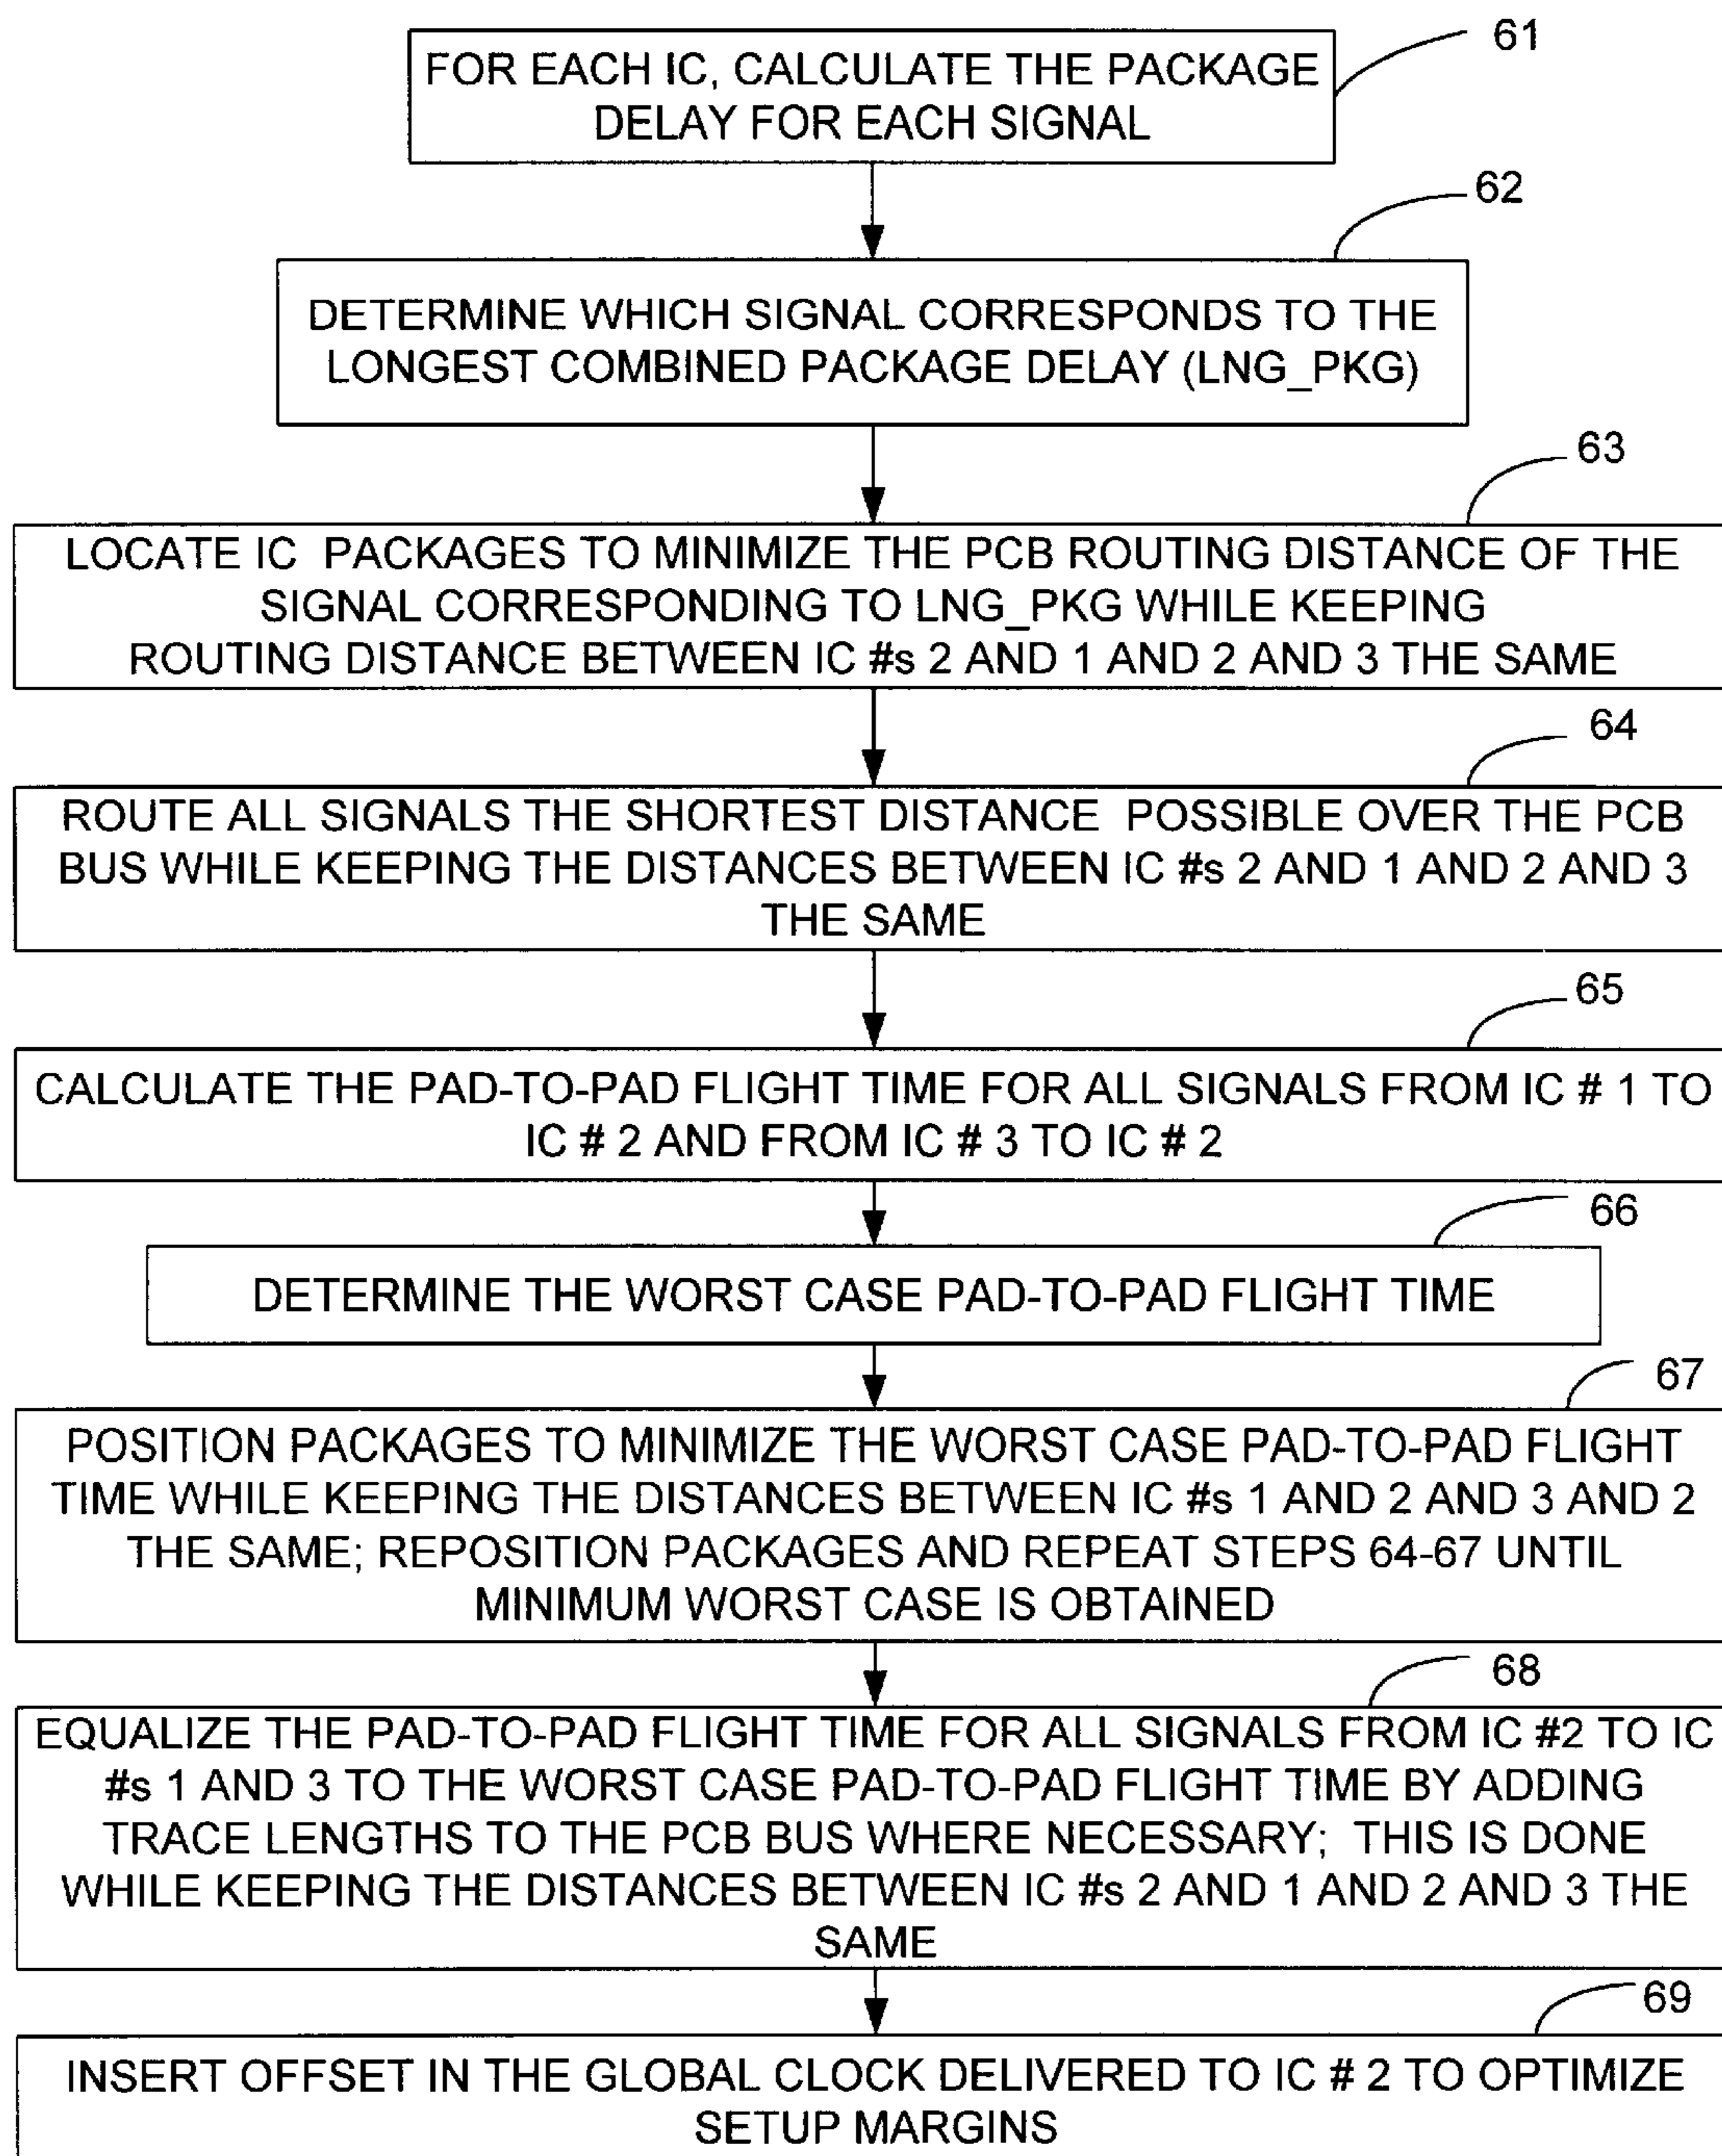 61
FOR EACH IC, CALCULATE THE PACKAGE
DELAY FOR EACH SIGNAL
62
DETERMINE WHICH SIGNAL CORRESPONDS TO THE
LONGEST COMBINED PACKAGE DELAY (LNG_PKG)
63
LOCATE IC PACKAGES TO MINIMIZE THE PCB ROUTING DISTANCE OF THE
SIGNAL CORRESPONDING TO LNG_PKG WHILE KEEPING
ROUTING DISTANCE BETWEEN IC #s 2 AND 1 AND 2 AND 3 THE SAME
64
ROUTE ALL SIGNALS THE SHORTEST DISTANCE POSSIBLE OVER THE PCB
BUS WHILE KEEPING THE DISTANCES BETWEEN IC #s 2 AND 1 AND 2 AND 3
THE SAME
65
CALCULATE THE PAD-TO-PAD FLIGHT TIME FOR ALL SIGNALS FROM IC # 1 TO
IC # 2 AND FROM IC # 3 TO IC # 2
66
DETERMINE THE WORST CASE PAD-TO-PAD FLIGHT TIME
67
POSITION PACKAGES TO MINIMIZE THE WORST CASE PAD-TO-PAD FLIGHT
TIME WHILE KEEPING THE DISTANCES BETWEEN IC #s 1 AND 2 AND 3 AND 2
THE SAME; REPOSITION PACKAGES AND REPEAT STEPS 64-67 UNTIL
MINIMUM WORST CASE IS OBTAINED
68
EQUALIZE THE PAD-TO-PAD FLIGHT TIME FOR ALL SIGNALS FROM IC #2 TO IC
#s 1 AND 3 TO THE WORST CASE PAD-TO-PAD FLIGHT TIME BY ADDING
TRACE LENGTHS TO THE PCB BUS WHERE NECESSARY; THIS IS DONE
WHILE KEEPING THE DISTANCES BETWEEN IC #s 2 AND 1 AND 2 AND 3 THE
SAME
69
INSERT OFFSET IN THE GLOBAL CLOCK DELIVERED TO IC # 2 TO OPTIMIZE
SETUP MARGINS